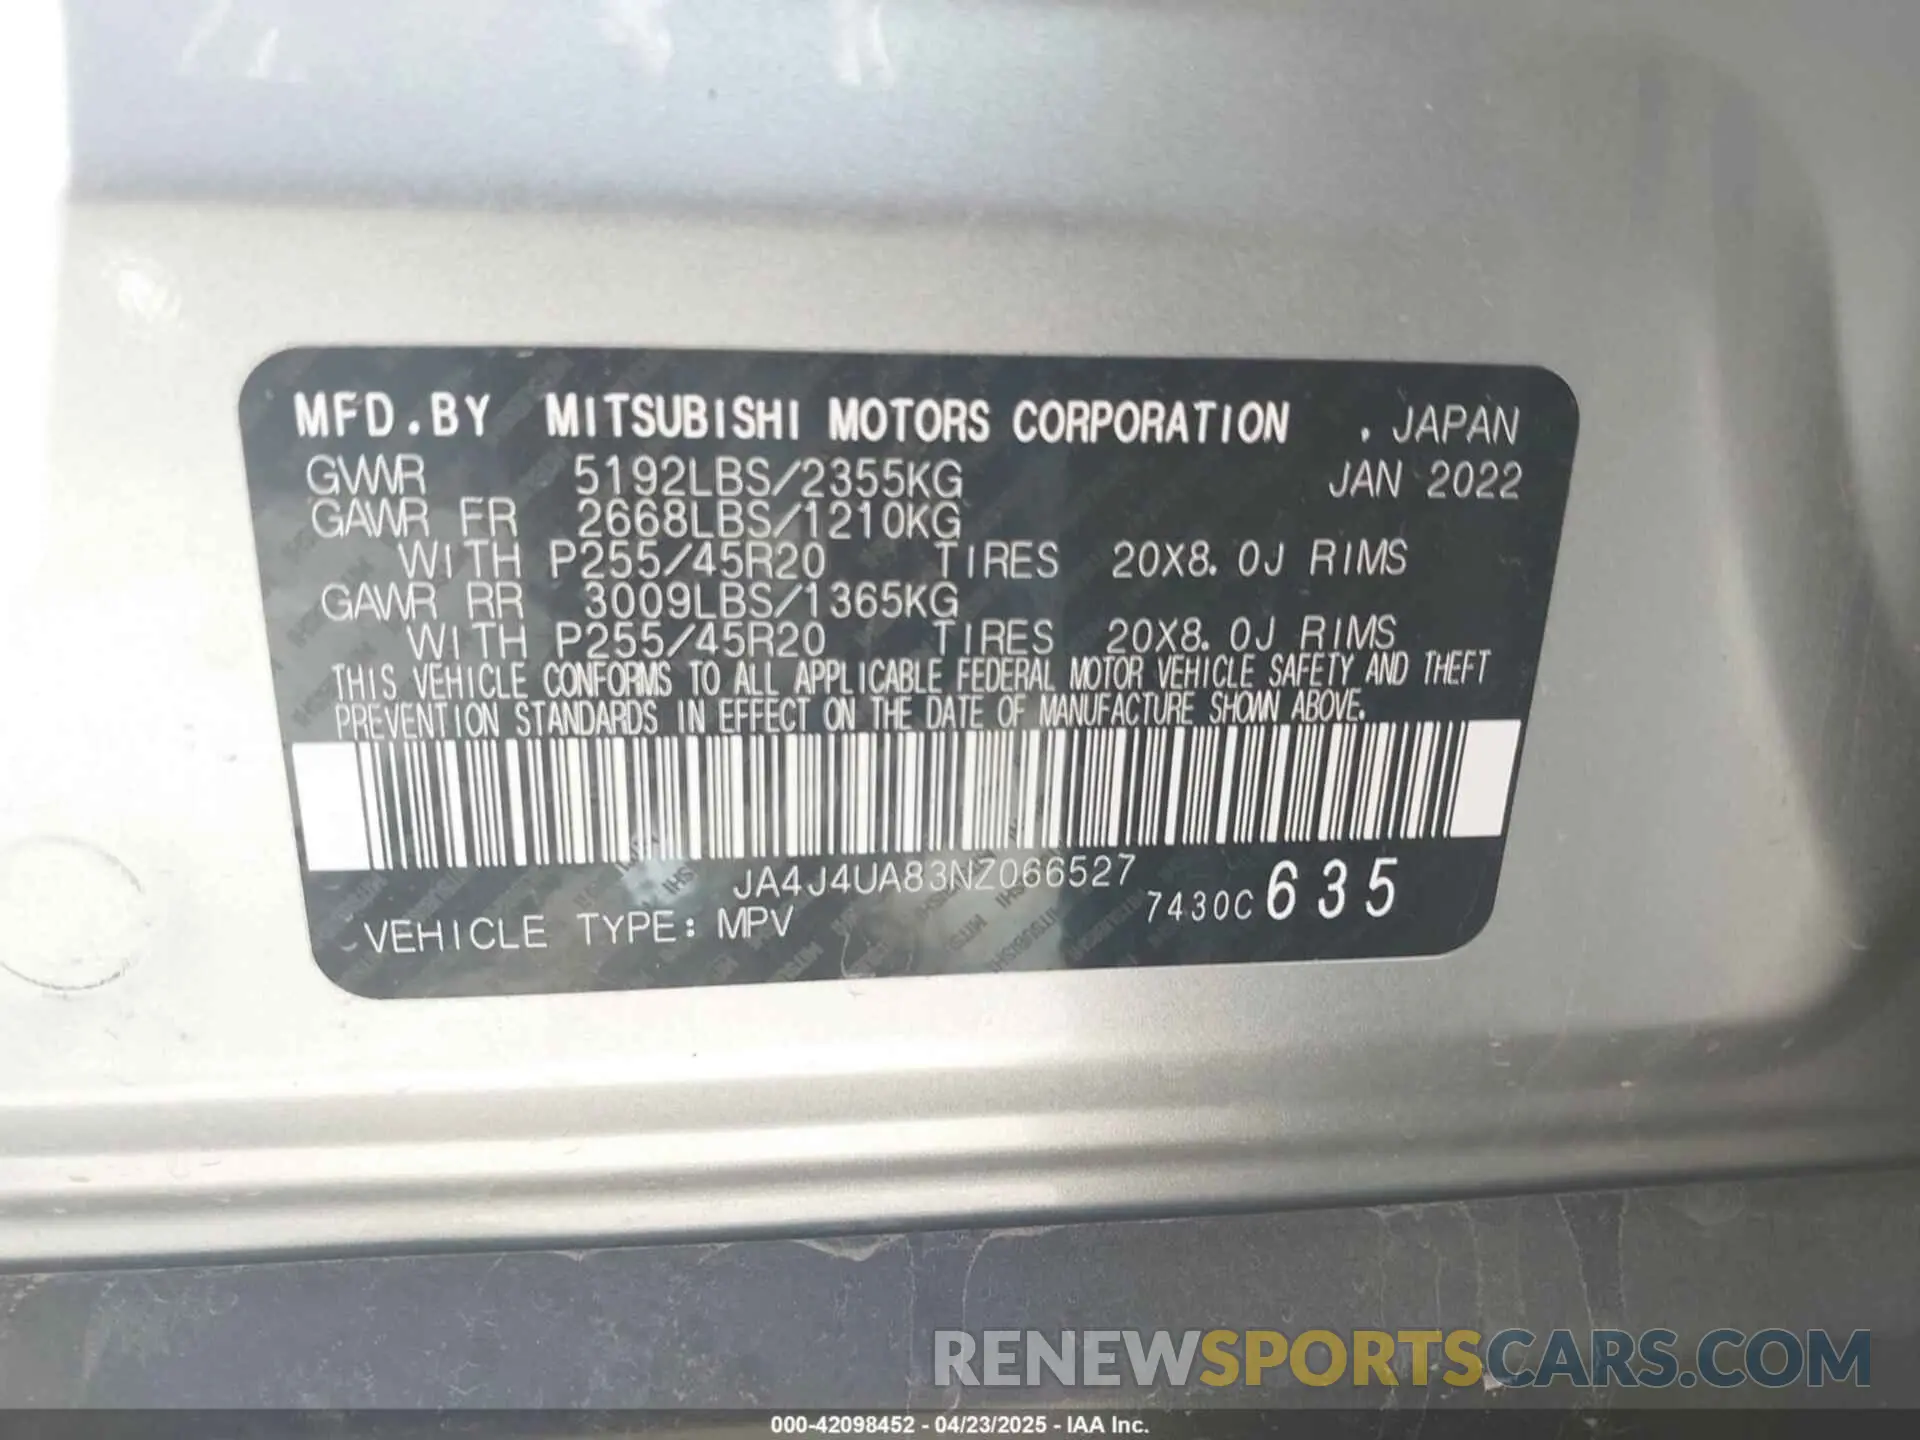 MFD.BY MITSUBISHI MOTORS CORPORATION , JAPAN
GVWR 5192LBS/2355KG JAN 2022
GAWR FR 2668LBS/1210KG
WITH P255/45R20 TIRES 20X8.0J RIMS
GAWR RR 3009LBS/1365KG
WITH P255/45R20 TIRES 20X8.0J RIMS
THIS VEHICLE CONFORMS TO ALL APPLICABLE FEDERAL MOTOR VEHICLE SAFETY AND THEFT
PREVENTION STANDARDS IN EFFECT ON THE DATE OF MANUFACTURE SHOWN ABOVE.
JA4J4UA83NZ066527
VEHICLE TYPE: MPV 7430C 635
RENEWSPORTSCARS.COM
000-42098452 - 04/23/2025 - IAA Inc.